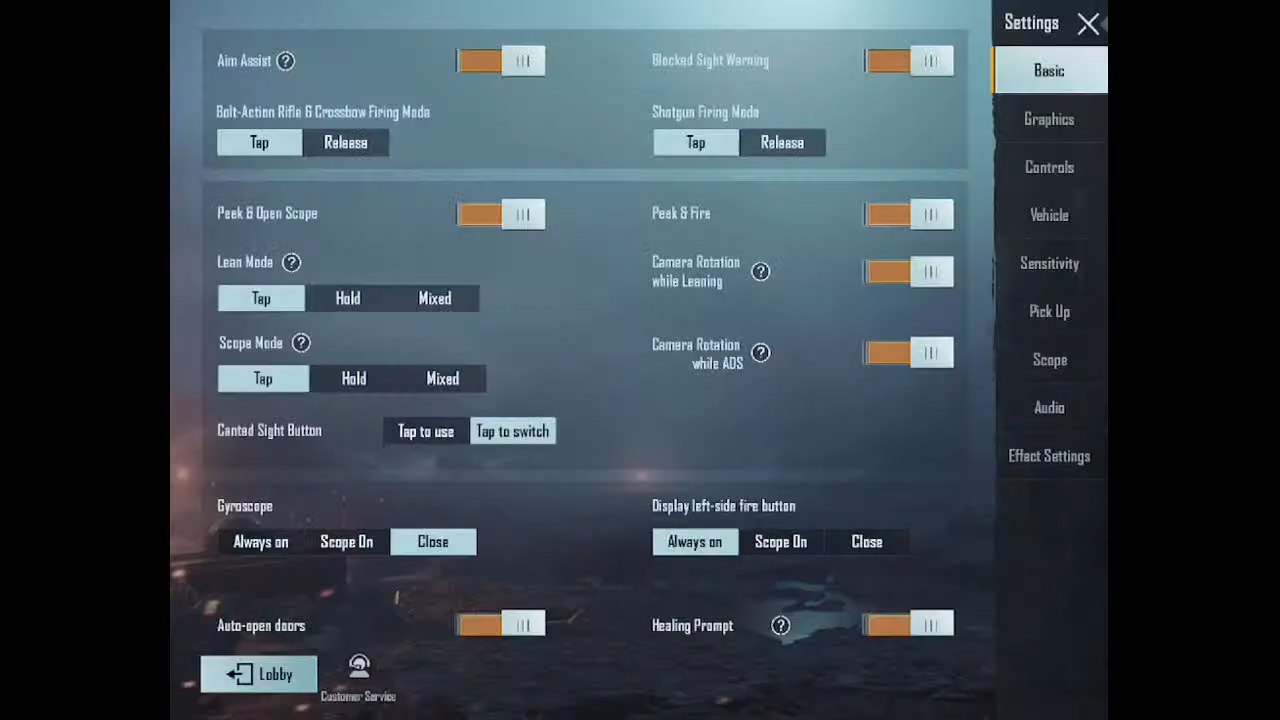 Settings
Aim Assist ?
Blocked Sight Warning
Basic
Bolt-Action Rifle & Crossbow Firing Mode
Shotgun Firing Mode
Graphics
Tap Release
Tap Release
Controls
Peek & Open Scope
Peek & Fire
Vehicle
Lean Mode ?
Camera Rotation
while Leaning ?
Sensitivity
Tap Hold Mixed
Pick Up
Scope Mode ?
Camera Rotation
while ADS ?
Scope
Tap Hold Mixed
Audio
Canted Sight Button Tap to use Tap to switch
Effect Settings
Gyroscope
Display left-side fire button
Always on Scope On Close
Always on Scope On Close
Auto-open doors
Healing Prompt ?
Lobby
Customer Service